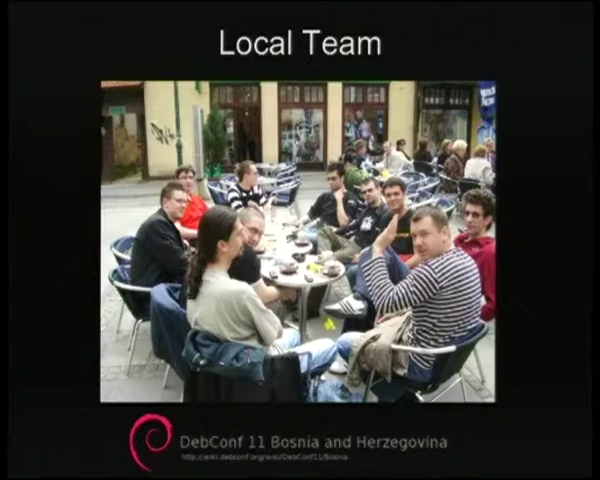 Local Team
DebConf 11 Bosnia and Herzegovina
http://wiki.debconf.org/wiki/DebConf11/Bosnia